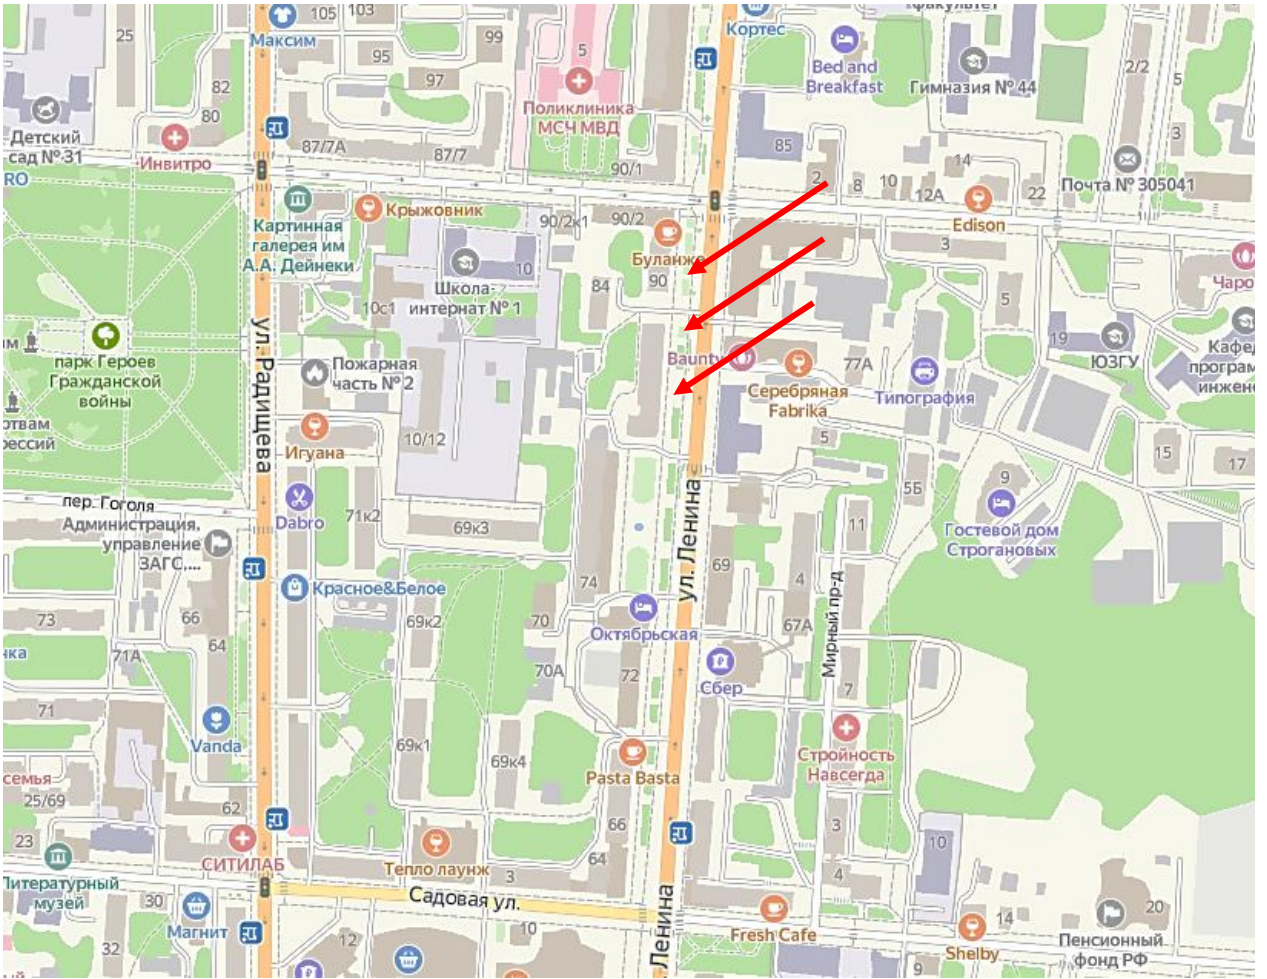 факультет
105
103
Максим
25
99
95
5
97
82
80
Кортес
Bed and
Breakfast
Гимназия № 44
2/2
5
Детский
сад № 31
Инвитро
Поликлиника
МСЧ МВД
87/7А
87/7
90/1
85
3
RO
14
2
8
10
12А
22
Почта № 305041
Edison
Крыжовник
90/2к1
90/2
Картинная
галерея им
А.А. Дейнеки
Буланже
3
10
84
90
Школа-
интернат № 1
10с1
5
Чаро
19
ЮЗГУ
Кафед
програм
инжен
парк Героев
Гражданской
войны
ул. Радищева
Пожарная
часть № 2
Baunty
77А
Серебряная
Fabrika
Типография
ртвам
рессий
10/12
Игуана
5
15
17
пер. Гоголя
Dabro
71к2
69к3
5Б
9
Гостевой дом
Строгановых
11
Администрация,
управление
ЗАГС,...
ул. Ленина
69
4
Красное&Белое
74
73
66
64
69к2
70
Октябрьская
67А
Мирный пр-д
нка
71А
70А
72
Сбер
7
71
Vanda
69к1
69к4
Pasta Basta
Стройность
Навсегда
семья
25/69
62
66
3
10
23
СИТИЛАБ
64
Тепло лаунж
3
4
Литературный
музей
30
Садовая ул.
Магнит
32
12
10
Ленина
Fresh Cafe
14
20
Shelby
Пенсионный
фонд РФ
9